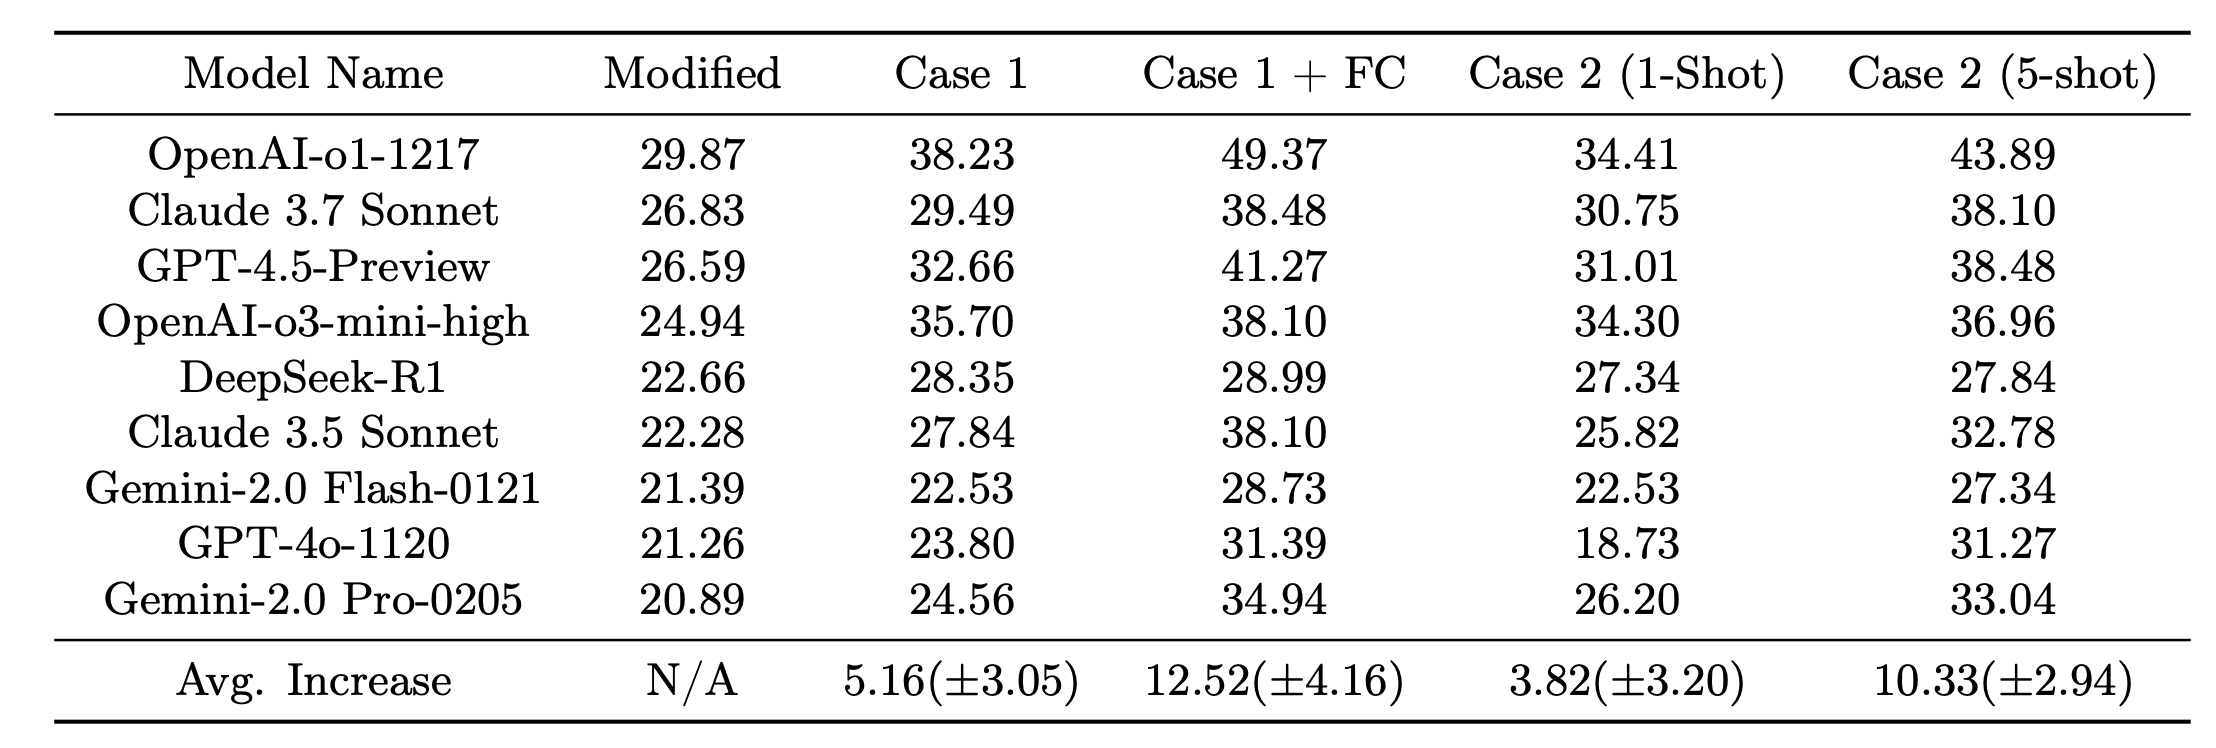 Model Name Modified Case 1 Case 1 + FC Case 2 (1-Shot) Case 2 (5-shot)
OpenAI-o1-1217 29.87 38.23 49.37 34.41 43.89
Claude 3.7 Sonnet 26.83 29.49 38.48 30.75 38.10
GPT-4.5-Preview 26.59 32.66 41.27 31.01 38.48
OpenAI-o3-mini-high 24.94 35.70 38.10 34.30 36.96
DeepSeek-R1 22.66 28.35 28.99 27.34 27.84
Claude 3.5 Sonnet 22.28 27.84 38.10 25.82 32.78
Gemini-2.0 Flash-0121 21.39 22.53 28.73 22.53 27.34
GPT-4o-1120 21.26 23.80 31.39 18.73 31.27
Gemini-2.0 Pro-0205 20.89 24.56 34.94 26.20 33.04
Avg. Increase N/A 5.16(±3.05) 12.52(±4.16) 3.82(±3.20) 10.33(±2.94)